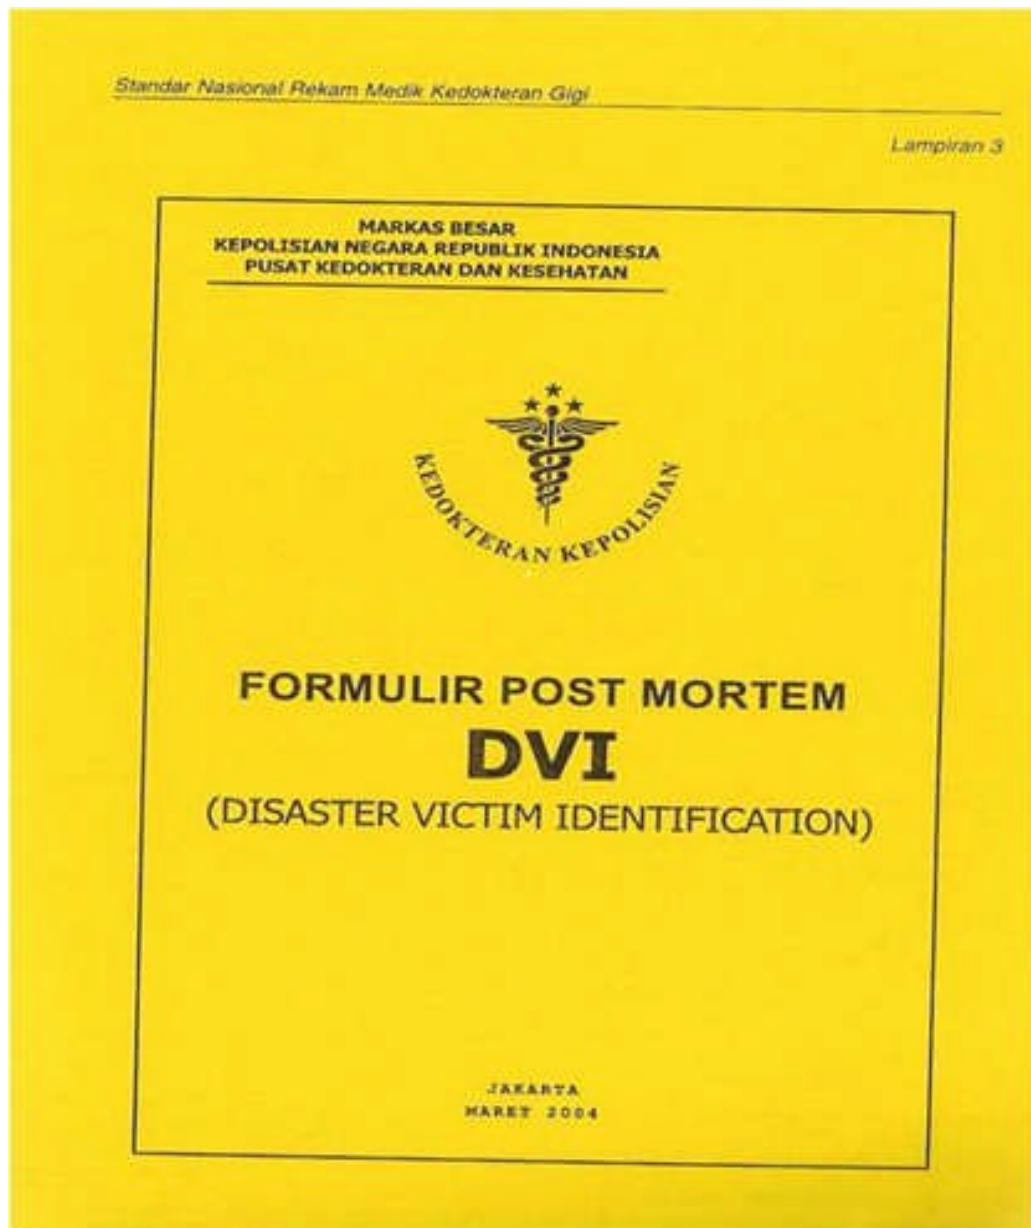 Standar Nasional Rekam Medik Kedokteran Gigi
Lampiran 3
MARKAS BESAR
KEPOLISIAN NEGARA REPUBLIK INDONESIA
PUSAT KEDOKTERAN DAN KESEHATAN
KEDOKTERAN KEPOLISIAN
FORMULIR POST MORTEM
DVI
(DISASTER VICTIM IDENTIFICATION)
JAKARTA
MARET 2004